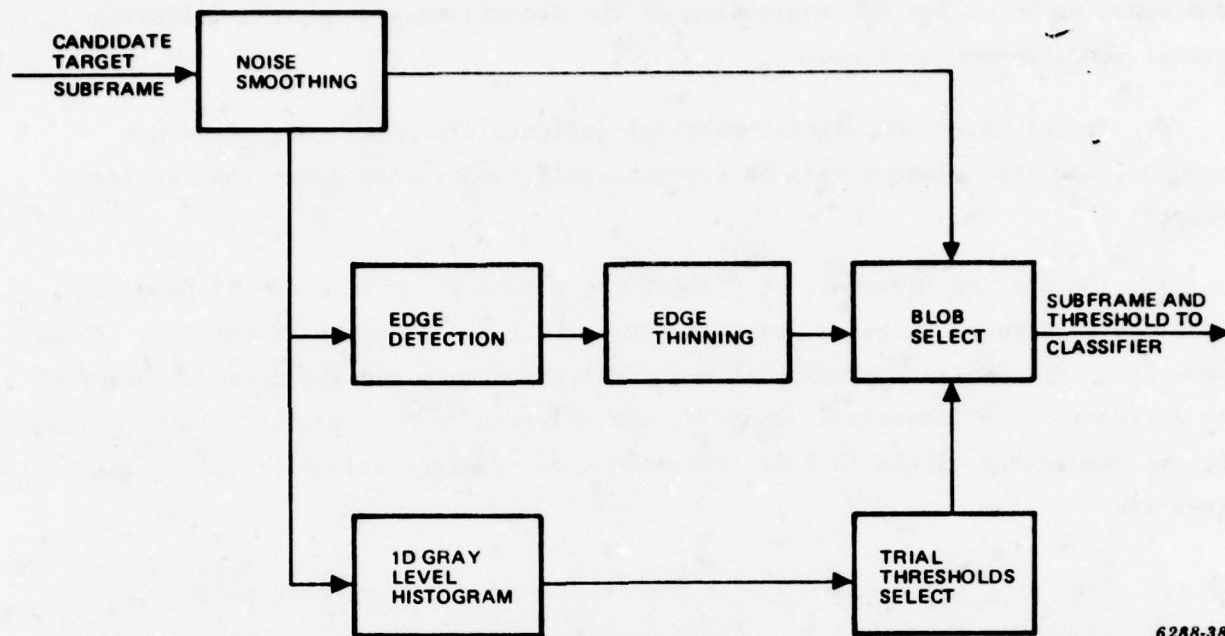 CANDIDATE
TARGET
SUBFRAME
NOISE
SMOOTHING
EDGE
DETECTION
EDGE
THINNING
BLOB
SELECT
SUBFRAME AND
THRESHOLD TO
CLASSIFIER
1D GRAY
LEVEL
HISTOGRAM
TRIAL
THRESHOLDS
SELECT
6288-38